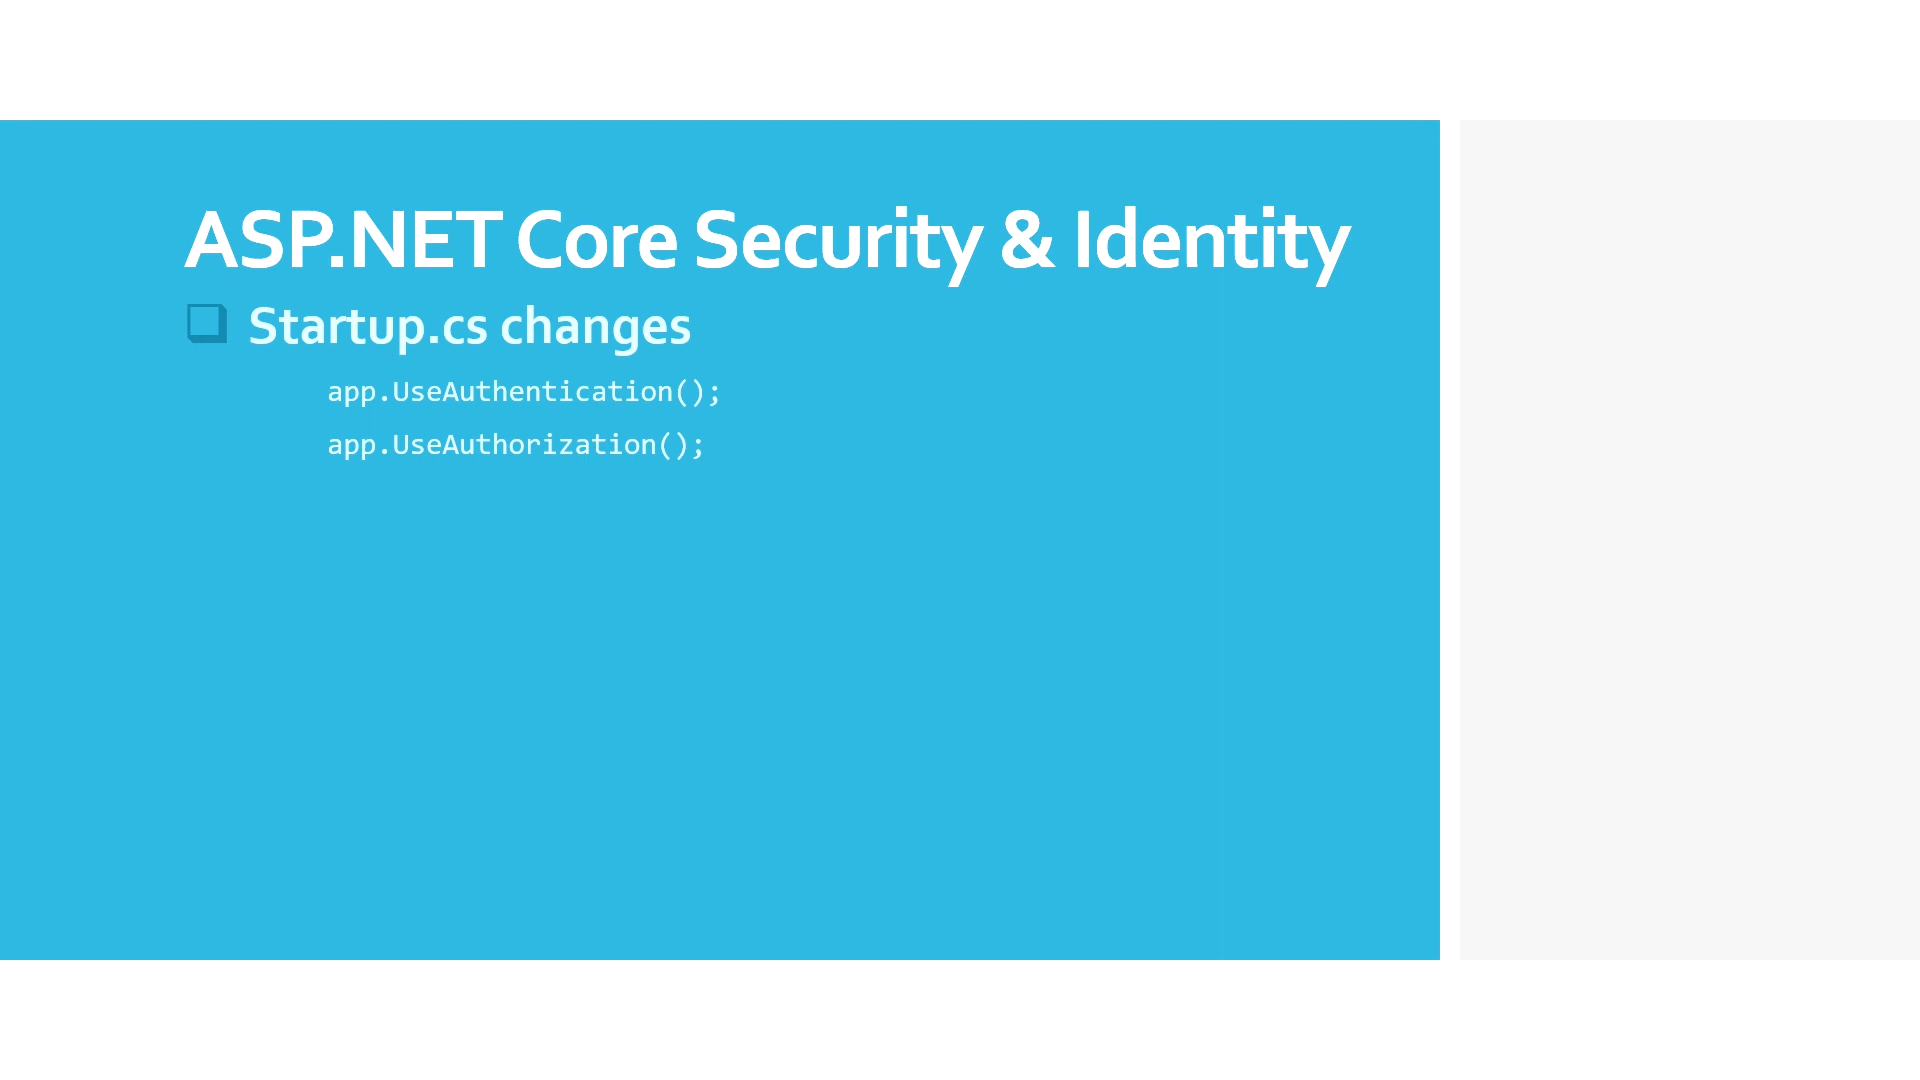 ASP.NET Core Security & Identity
Startup.cs changes
app.UseAuthentication();
app.UseAuthorization();